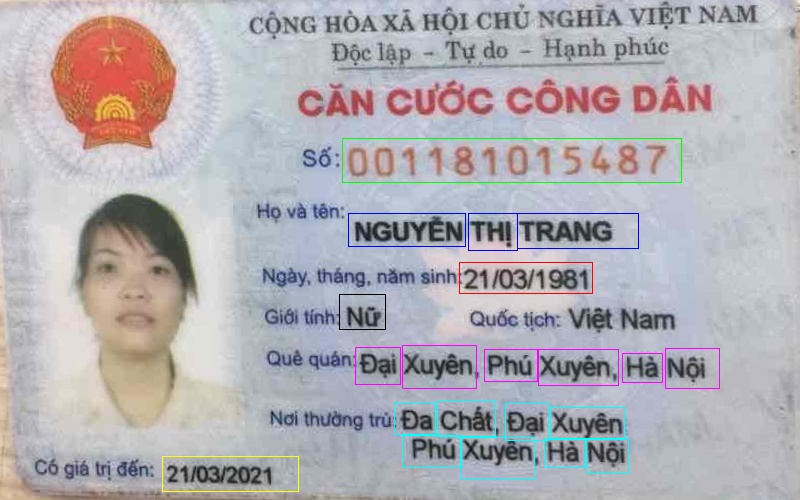 CỘNG HÒA XÃ HỘI CHỦ NGHĨA VIỆT NAM
Độc lập - Tự do - Hạnh phúc
CĂN CƯỚC CÔNG DÂN
Số: 001181015487
Họ và tên: NGUYỄN THỊ TRANG
Ngày, tháng, năm sinh: 21/03/1981
Giới tính: Nữ Quốc tịch: Việt Nam
Quê quán: Đại Xuyên, Phú Xuyên, Hà Nội
Nơi thường trú: Đa Chất, Đại Xuyên
Phú Xuyên, Hà Nội
Có giá trị đến: 21/03/2021